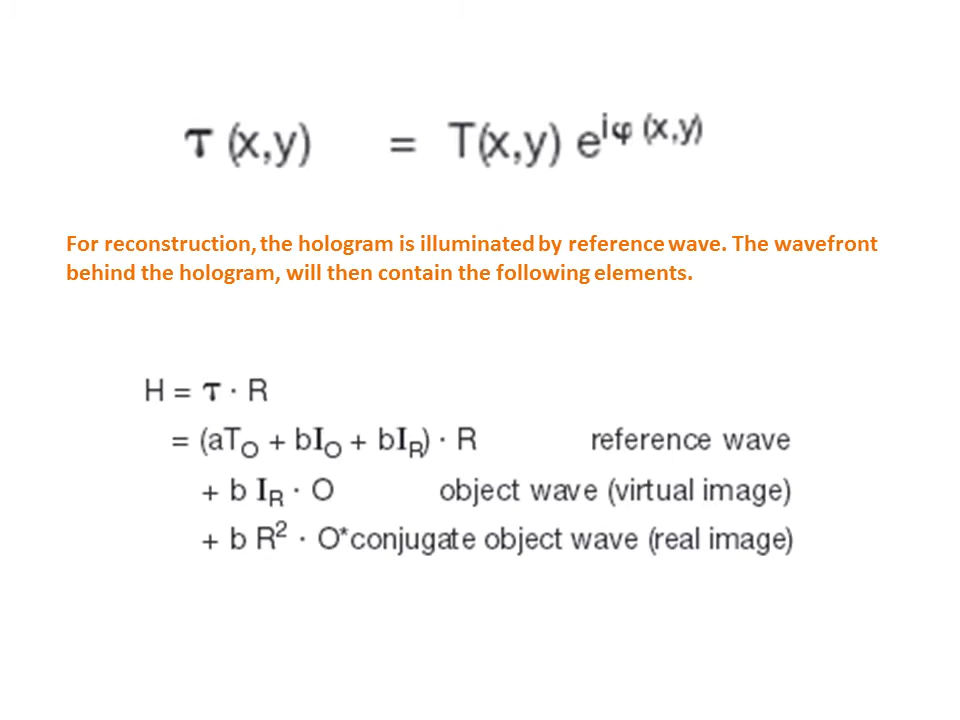 τ (x,y) = T(x,y) e^{iφ (x,y)}
For reconstruction, the hologram is illuminated by reference wave. The wavefront
behind the hologram, will then contain the following elements.
H = τ · R
= (aT_O + bI_O + bI_R) · R reference wave
+ b I_R · O object wave (virtual image)
+ b R² · O* conjugate object wave (real image)